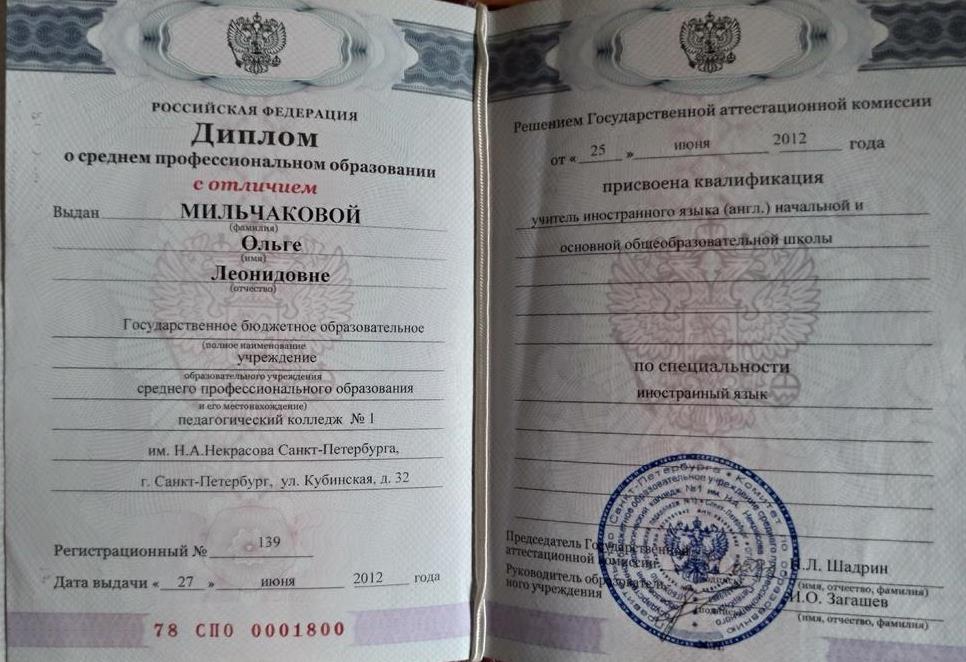 РОССИЙСКАЯ ФЕДЕРАЦИЯ
Диплом
о среднем профессиональном образовании
с отличием
Выдан МИЛЬЧАКОВОЙ
(фамилия)
Ольге
(имя)
Леонидовне
(отчество)
Государственное бюджетное образовательное
(полное наименование
учреждение
образовательного учреждения
среднего профессионального образования
и его местонахождение)
педагогический колледж № 1
им. Н.А.Некрасова Санкт-Петербурга,
г. Санкт-Петербург, ул. Кубинская, д. 32
Регистрационный № 139
Дата выдачи « 27 » июня 2012 года
78 СПО 0001800
Решением Государственной аттестационной комиссии
от « 25 » июня 2012 года
присвоена квалификация
учитель иностранного языка (англ.) начальной и
основной общеобразовательной школы
по специальности
иностранный язык
Председатель Государственной
аттестационной комиссии
Л. Шадрин
(имя, отчество, фамилия)
Руководитель
ного учреждения
И.О. Загашев
(имя, отчество, фамилия)